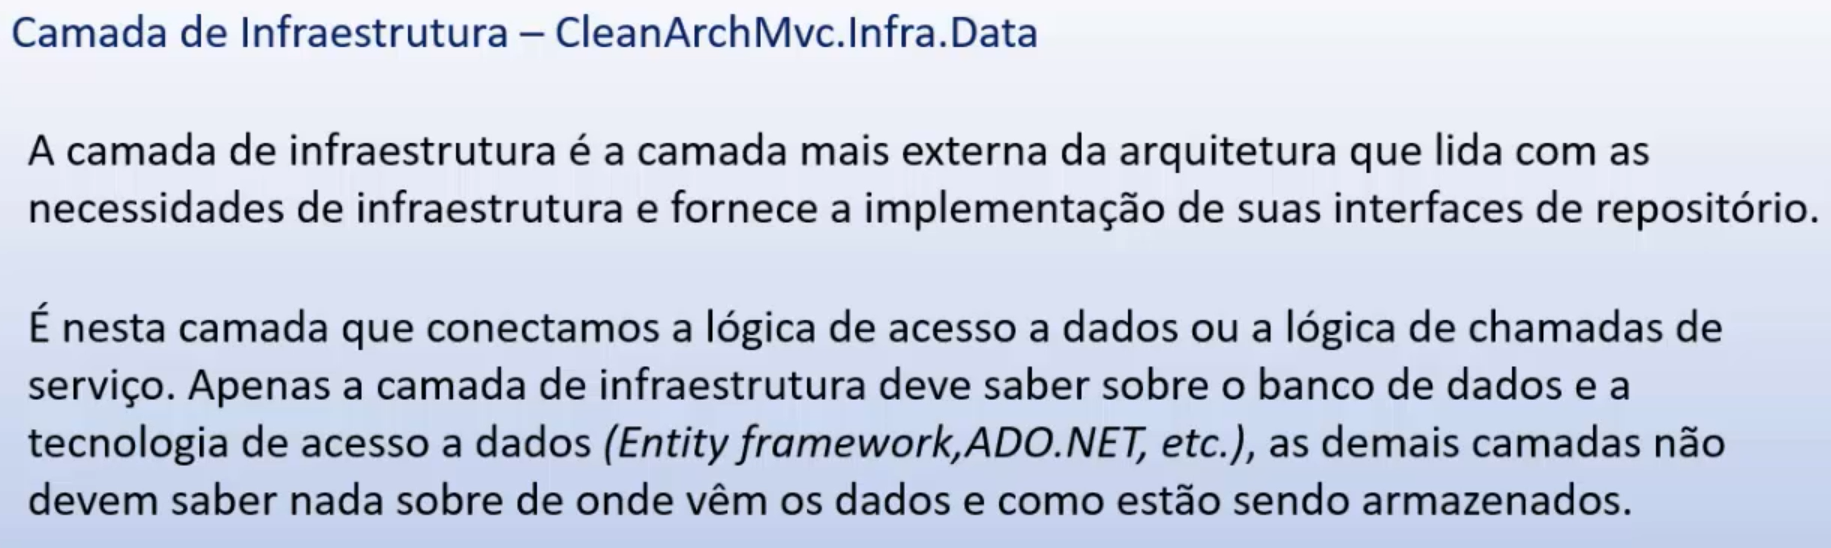 Camada de Infraestrutura – CleanArchMvc.Infra.Data
A camada de infraestrutura é a camada mais externa da arquitetura que lida com as
necessidades de infraestrutura e fornece a implementação de suas interfaces de repositório.
É nesta camada que conectamos a lógica de acesso a dados ou a lógica de chamadas de
serviço. Apenas a camada de infraestrutura deve saber sobre o banco de dados e a
tecnologia de acesso a dados (Entity framework,ADO.NET, etc.), as demais camadas não
devem saber nada sobre de onde vêm os dados e como estão sendo armazenados.